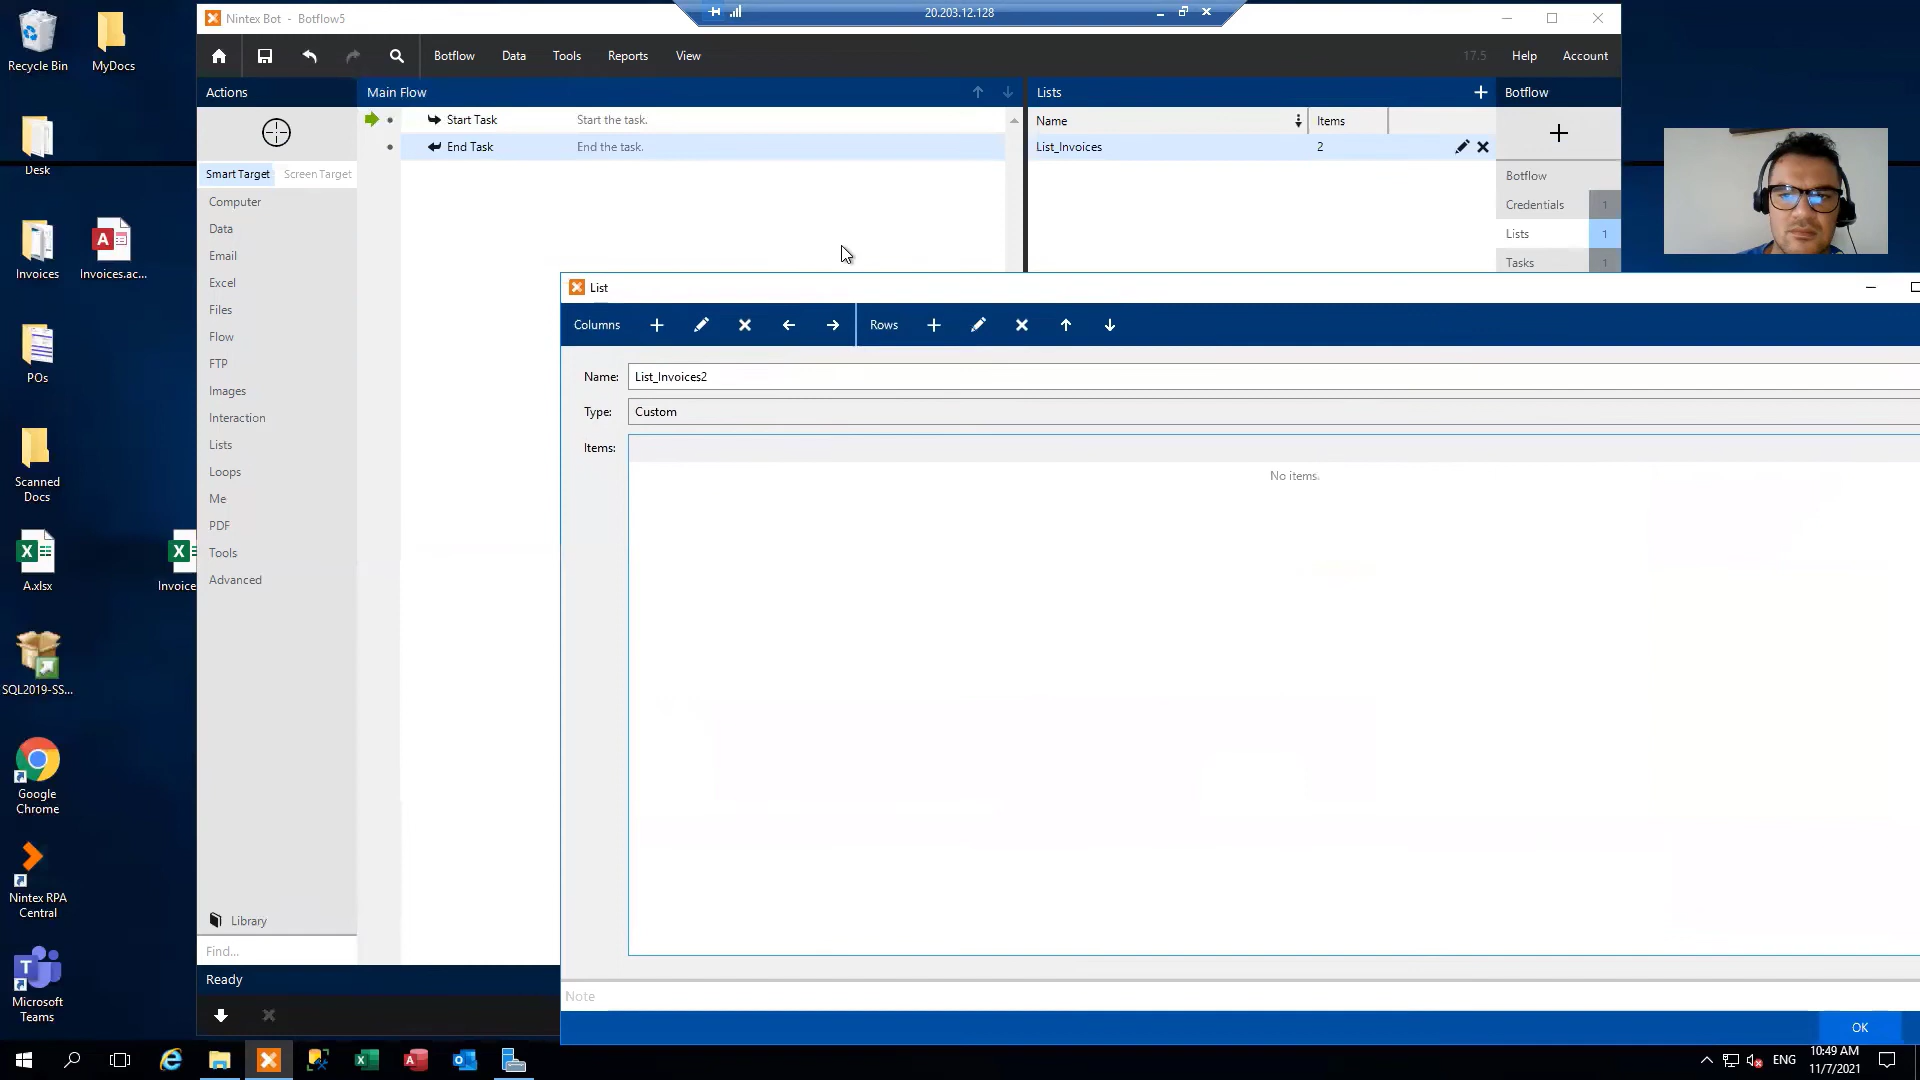 Recycle Bin
MyDocs
Desk
Invoices
Invoices.ac...
POs
Scanned
Docs
A.xlsx
Invoice
SQL2019-SS...
Google
Chrome
Nintex RPA
Central
Microsoft
Teams
Nintex Bot - Botflow5
20.203.12.128
Botflow
Data
Tools
Reports
View
17.5
Help
Account
Actions
Smart Target
Screen Target
Computer
Data
Email
Excel
Files
Flow
FTP
Images
Interaction
Lists
Loops
Me
PDF
Tools
Advanced
Library
Find...
Ready
Main Flow
Start Task
Start the task.
End Task
End the task.
Lists
Name
Items
List_Invoices
2
Botflow
Botflow
Credentials
1
Lists
1
Tasks
1
List
Columns
Rows
Name:
List_Invoices2
Type:
Custom
Items:
No items.
Note
OK
ENG
10:49 AM
11/7/2021